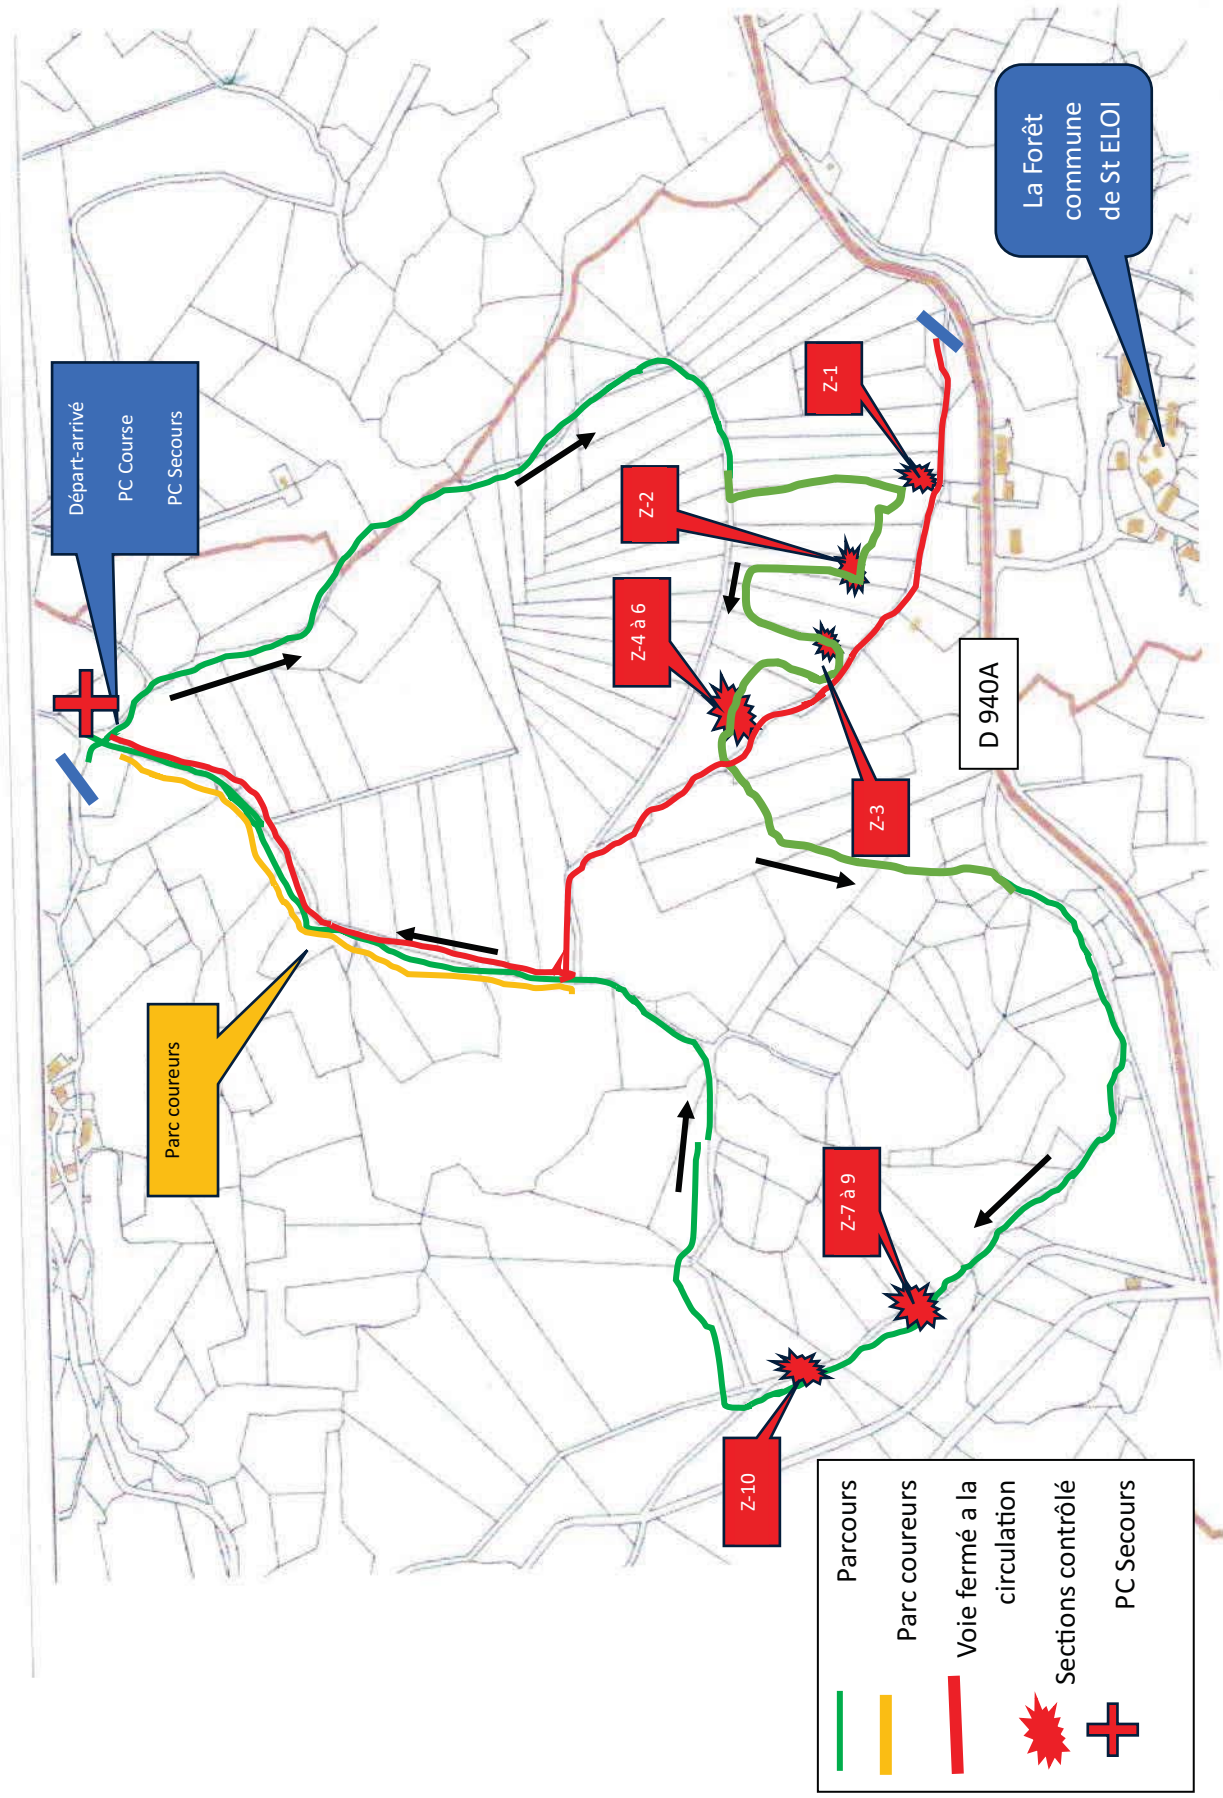 Départ-arrivé
PC Course
PC Secours
Parc coureurs
La Forêt
commune
de St ELOI
Z-1
Z-2
Z-4 à 6
Z-3
D 940A
Z-7 à 9
Z-10
Parcours
Parc coureurs
Voie fermé a la
circulation
Sections contrôlé
PC Secours